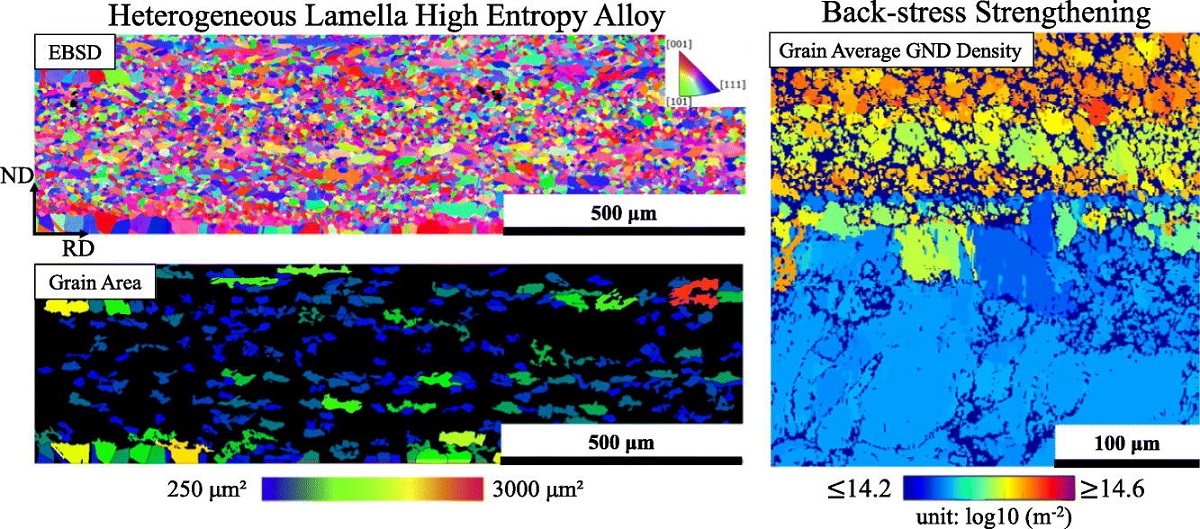 Heterogeneous Lamella High Entropy Alloy
Back-stress Strengthening
EBSD
[001]
[111]
[101]
ND
RD
500 μm
Grain Area
500 μm
250 μm²
3000 μm²
Grain Average GND Density
100 μm
≤14.2
≥14.6
unit: log10 (m⁻²)